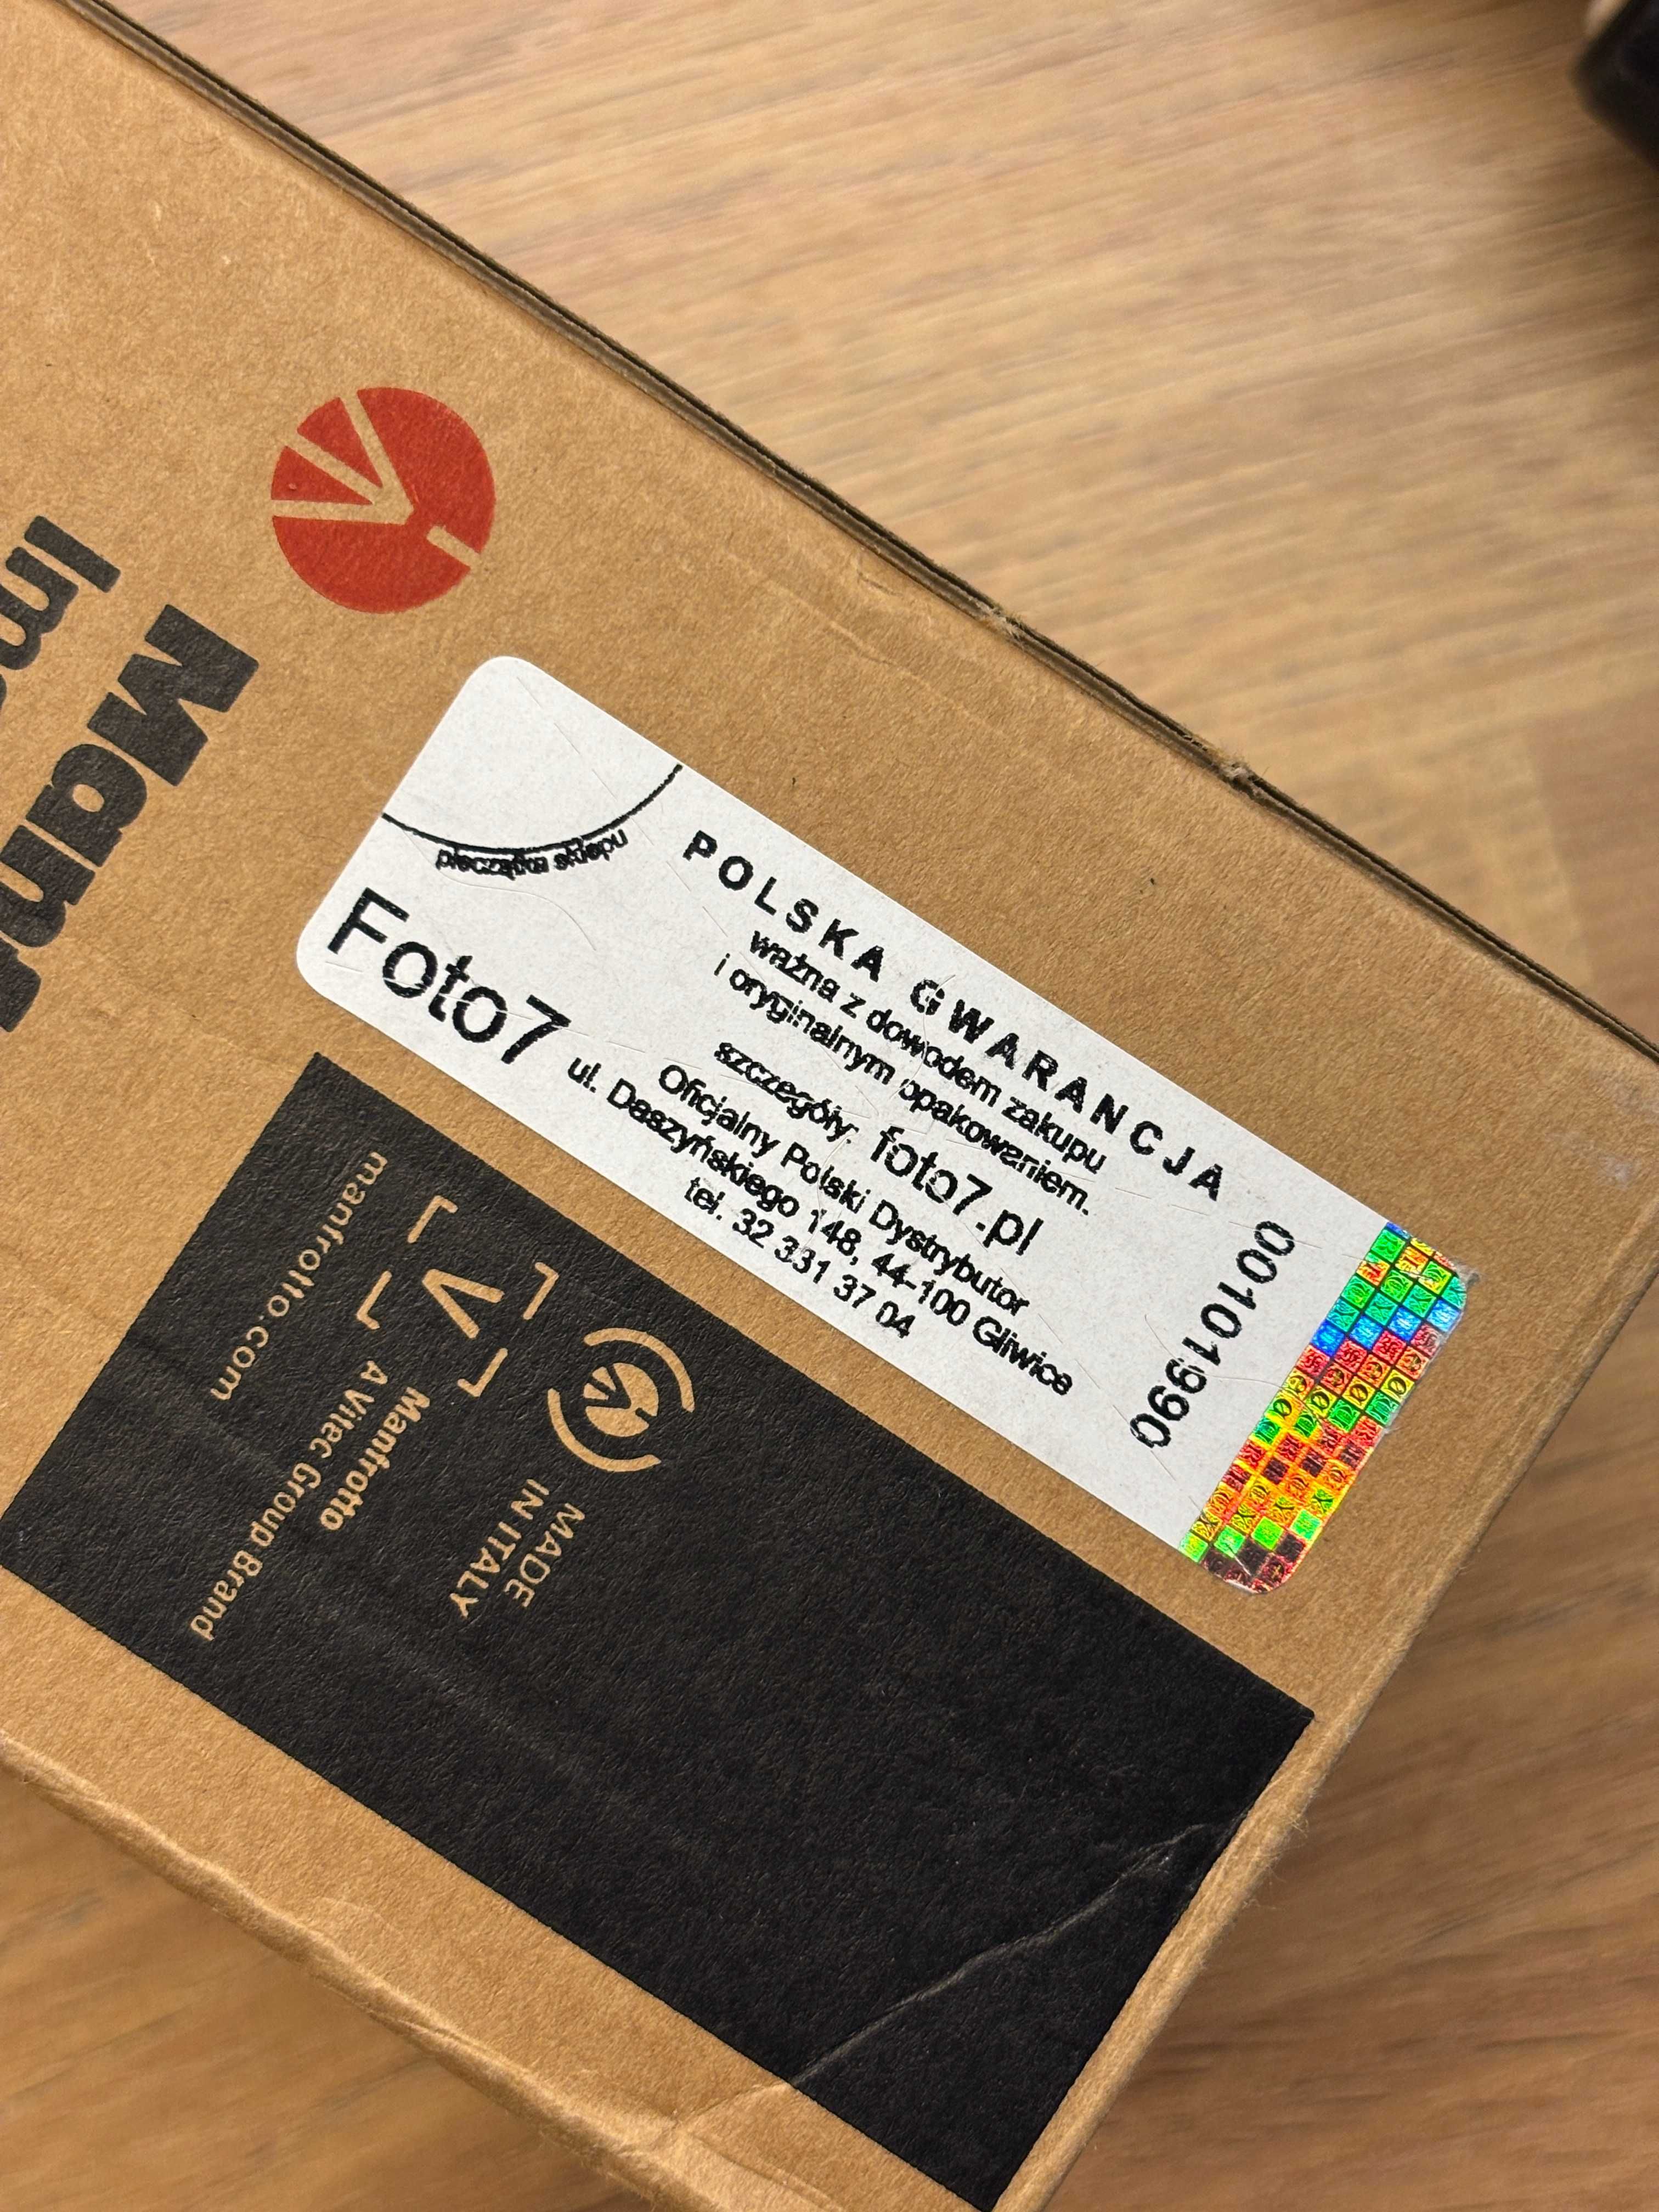 pieczątka sklepu
POLSKA GWARANCJA
ważna z dowodem zakupu
i oryginalnym opakowaniem.
szczegóły: foto7.pl
Oficjalny Polski Dystrybutor
Foto7 ul. Daszyńskiego 148, 44-100 Gliwice
tel. 32 331 37 04
00101990
MADE
IN ITALY
V
Manfrotto
A Vitec Group Brand
manfrotto.com